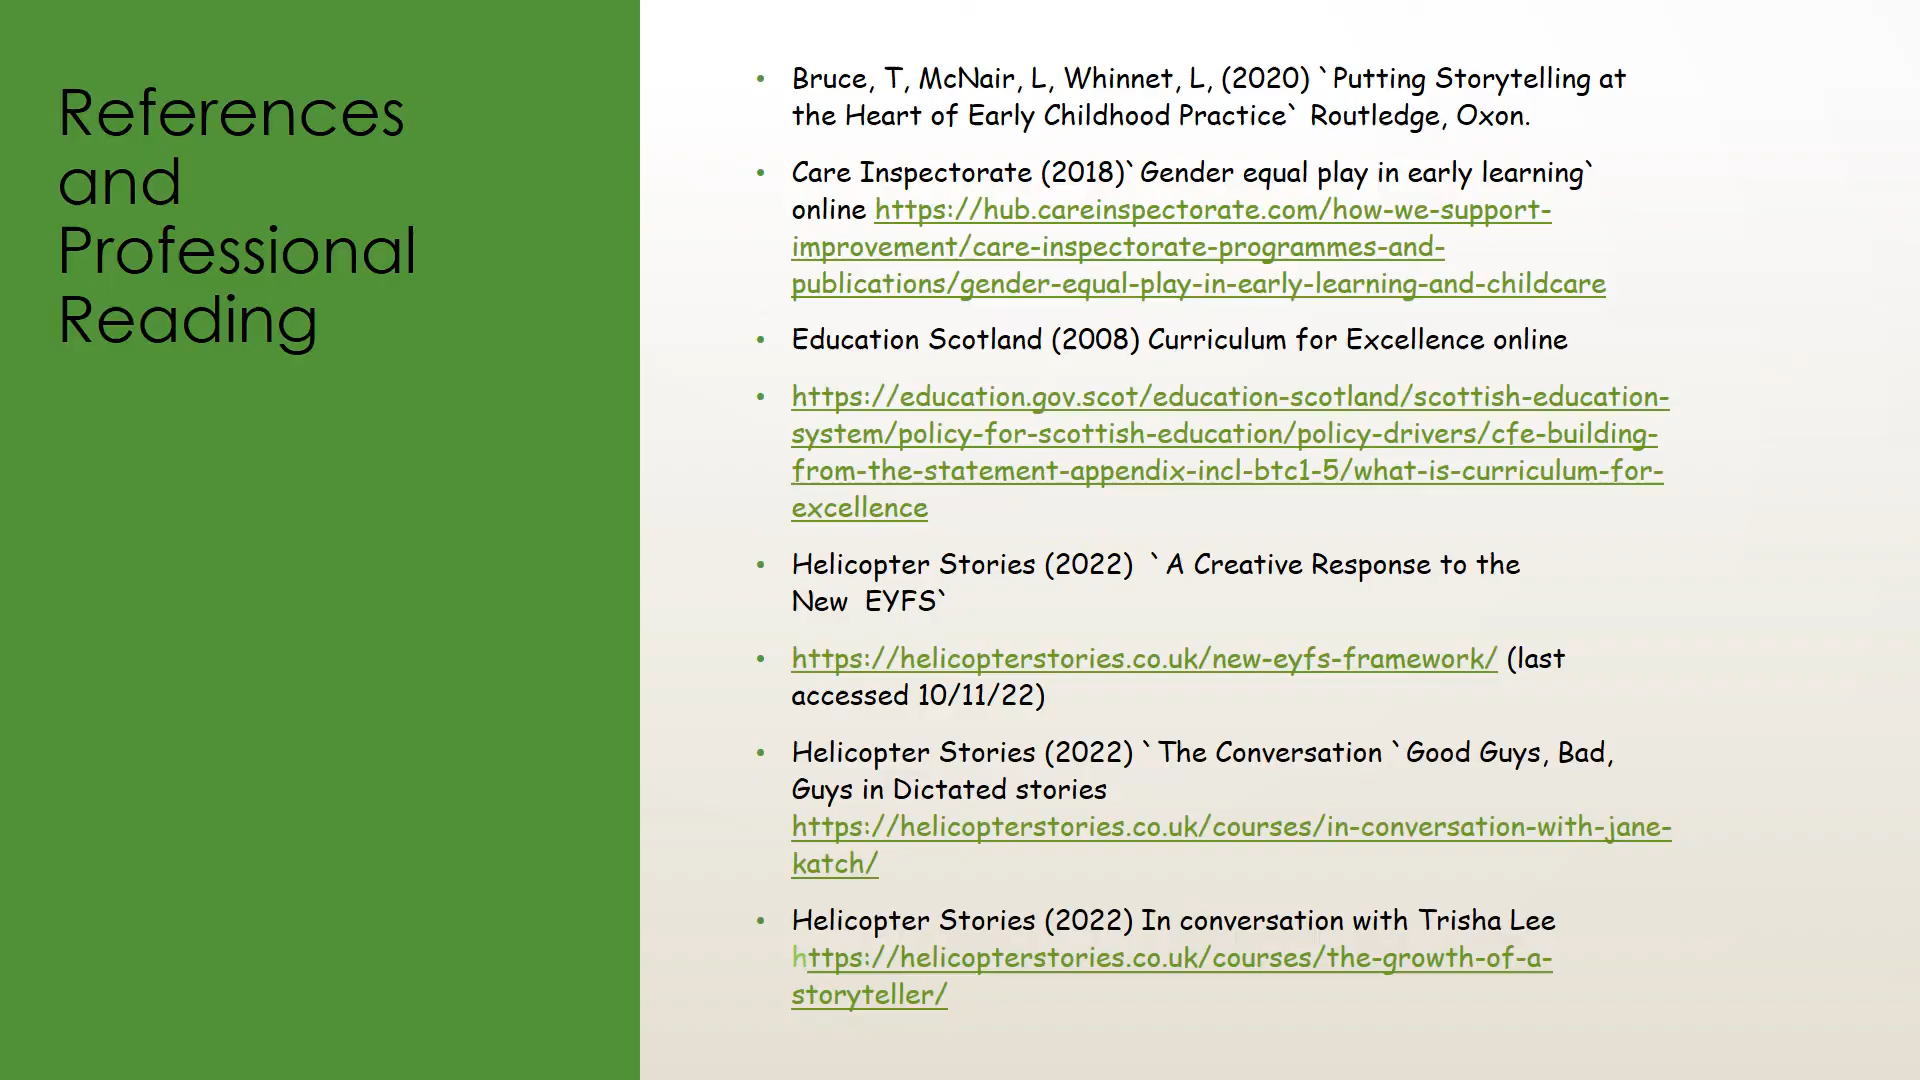 References
and
Professional
Reading
• Bruce, T, McNair, L, Whinnet, L, (2020) `Putting Storytelling at
the Heart of Early Childhood Practice` Routledge, Oxon.
• Care Inspectorate (2018)`Gender equal play in early learning`
online https://hub.careinspectorate.com/how-we-support-
improvement/care-inspectorate-programmes-and-
publications/gender-equal-play-in-early-learning-and-childcare
• Education Scotland (2008) Curriculum for Excellence online
• https://education.gov.scot/education-scotland/scottish-education-
system/policy-for-scottish-education/policy-drivers/cfe-building-
from-the-statement-appendix-incl-btc1-5/what-is-curriculum-for-
excellence
• Helicopter Stories (2022)  `A Creative Response to the
New  EYFS`
• https://helicopterstories.co.uk/new-eyfs-framework/ (last
accessed 10/11/22)
• Helicopter Stories (2022) `The Conversation `Good Guys, Bad,
Guys in Dictated stories
https://helicopterstories.co.uk/courses/in-conversation-with-jane-
katch/
• Helicopter Stories (2022) In conversation with Trisha Lee
https://helicopterstories.co.uk/courses/the-growth-of-a-
storyteller/